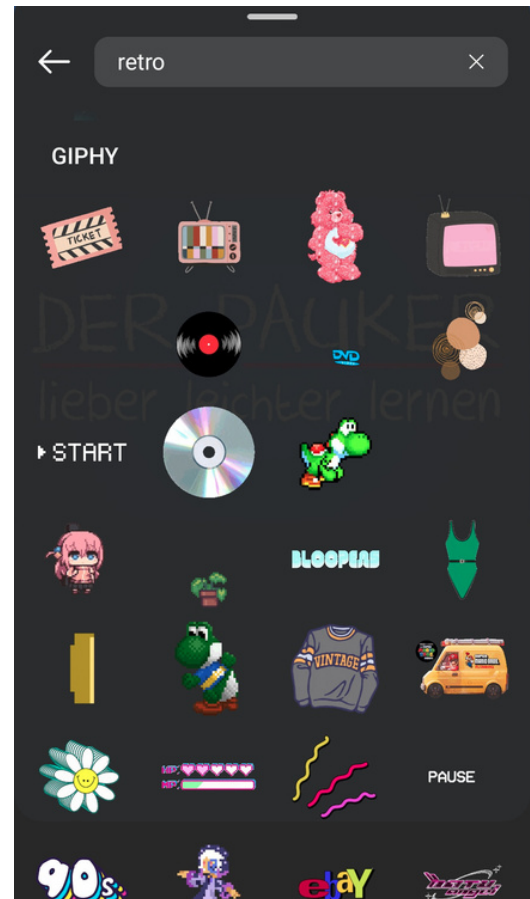 retro
GIPHY
TICKET
DER PAUKER
DVD
lieber leichter lernen
START
BLOOPERS
VINTAGE
PAUSE
90s
ebay